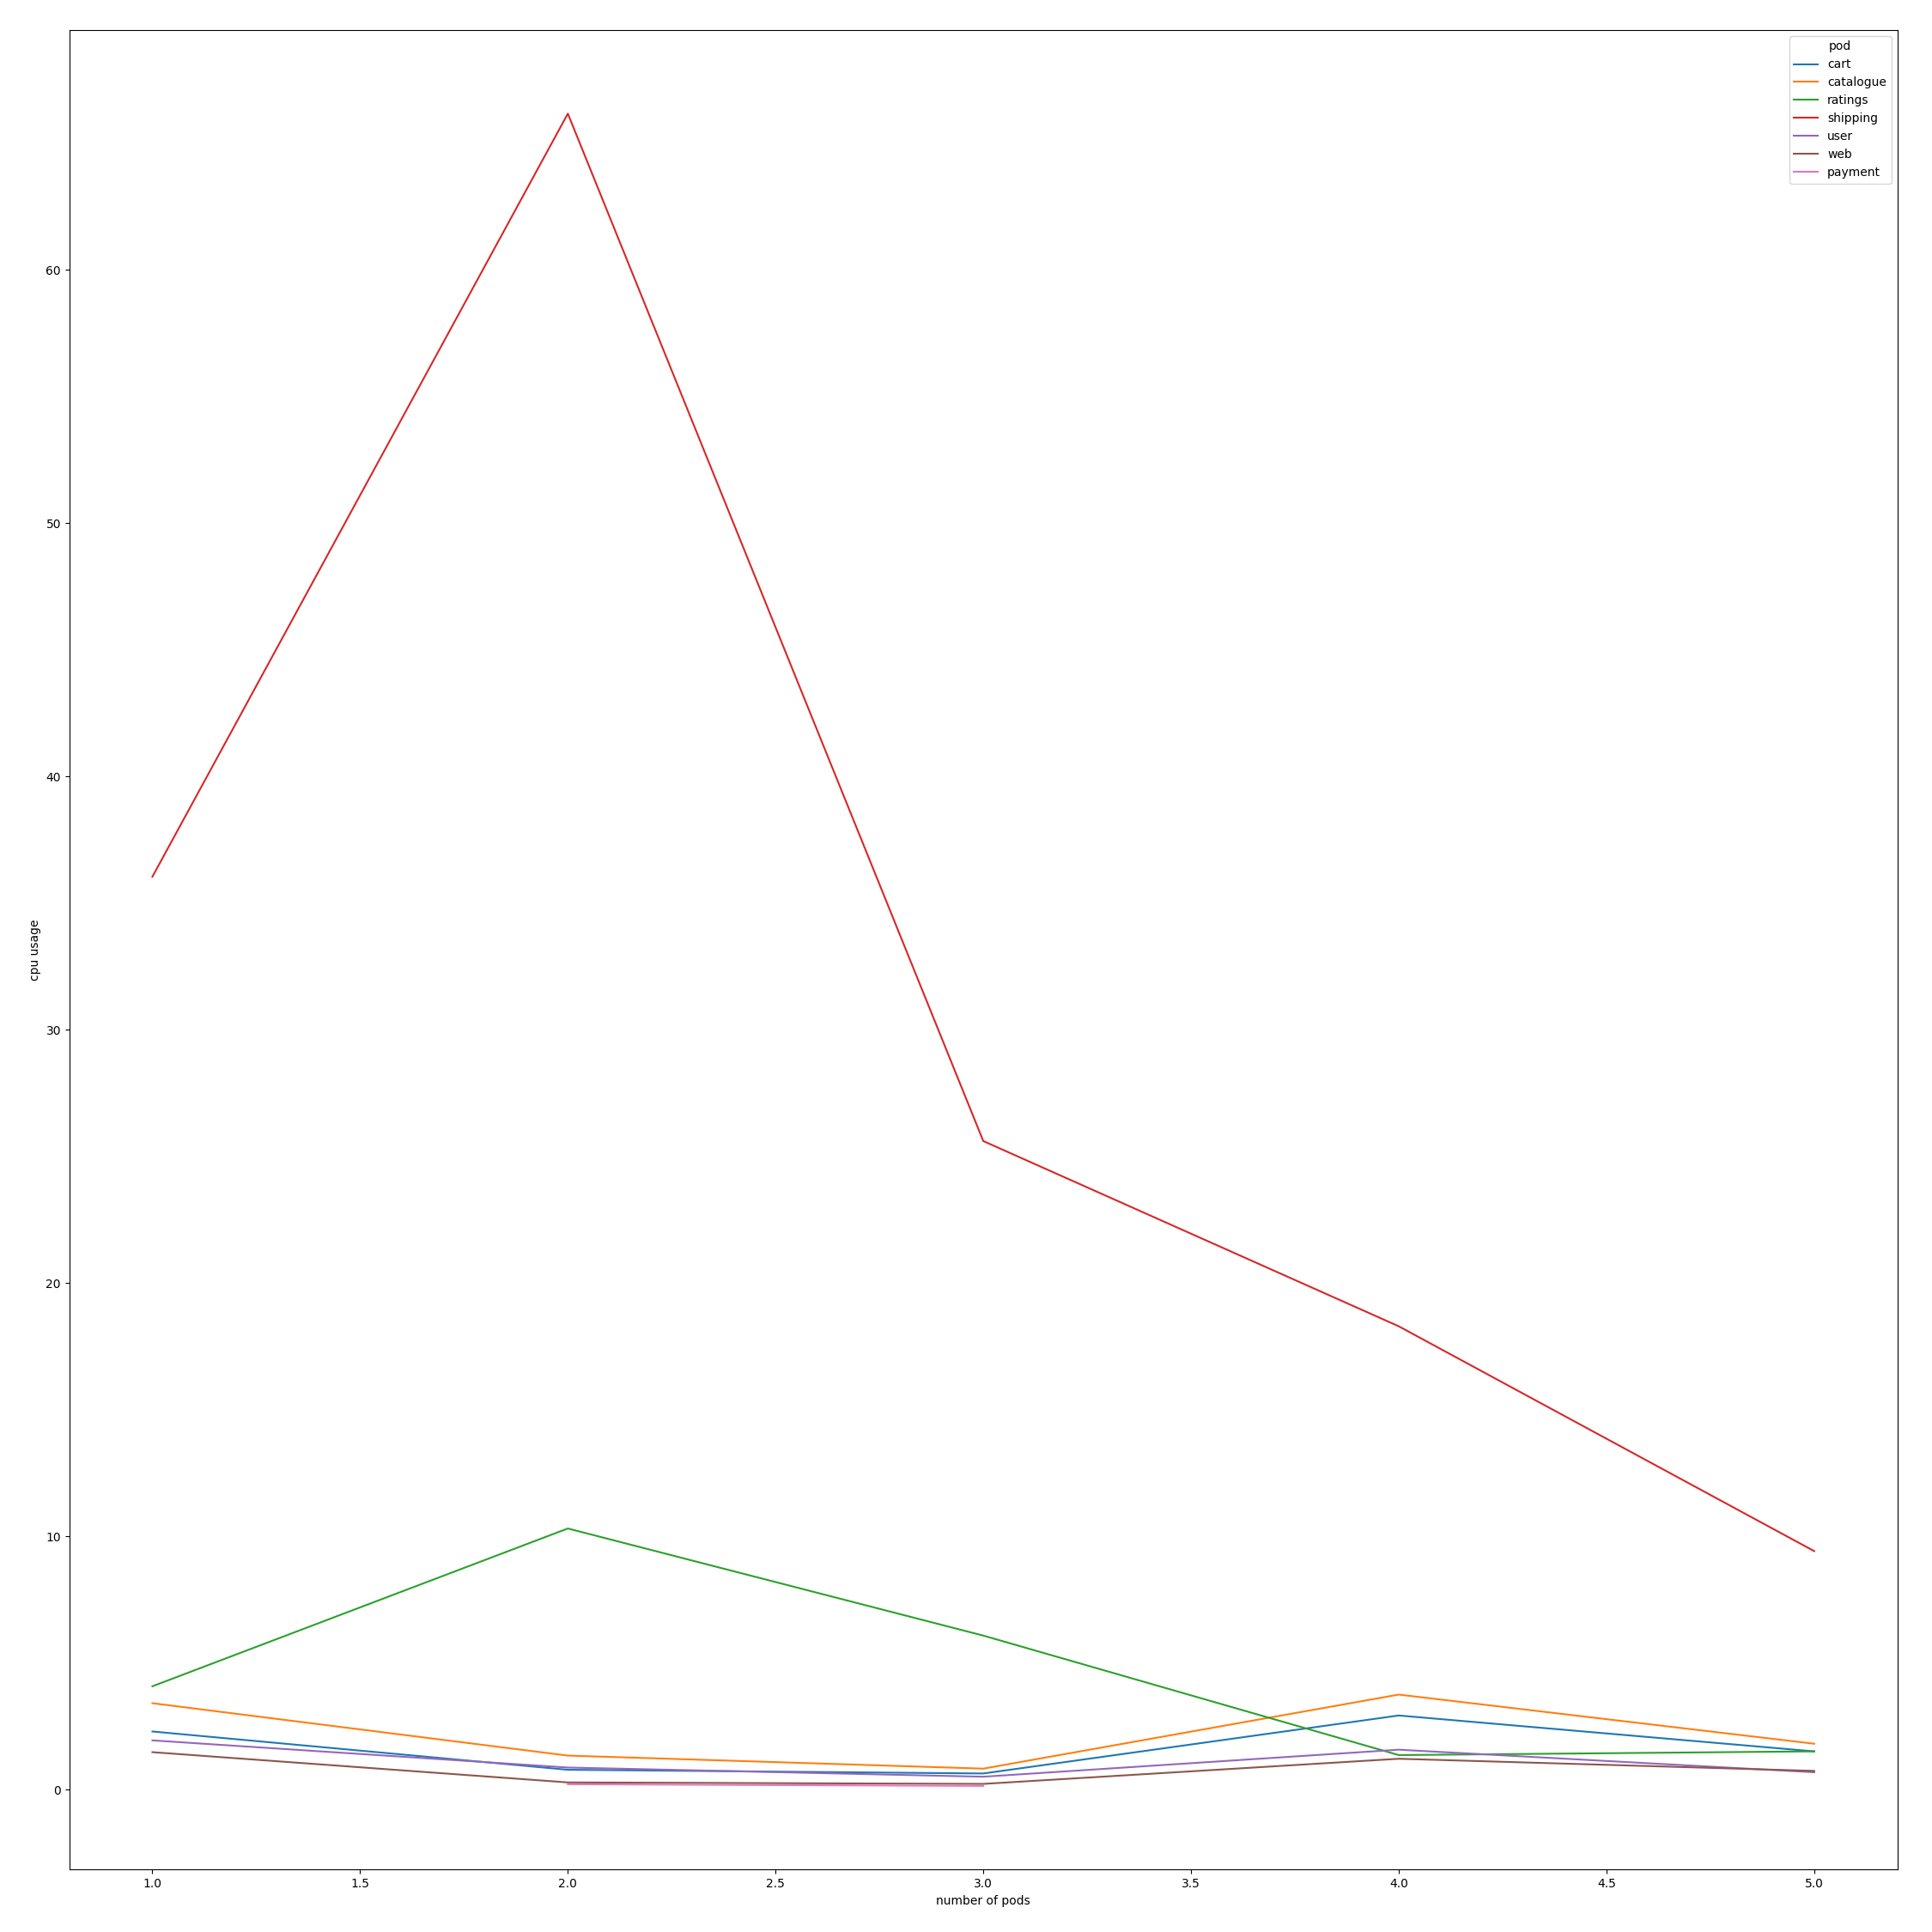 pod
cart
catalogue
ratings
shipping
user
web
payment
60
50
40
30
20
10
0
cpu usage
1.0 1.5 2.0 2.5 3.0 3.5 4.0 4.5 5.0
number of pods